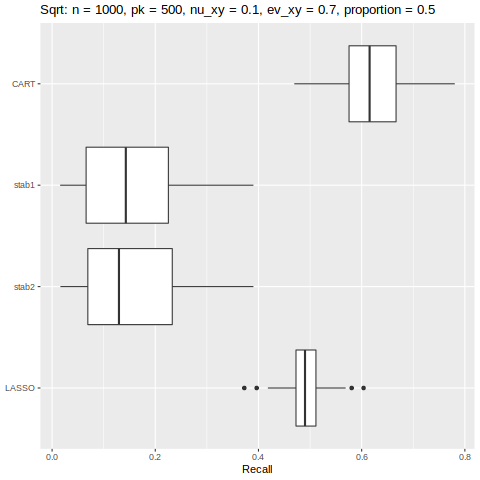 Sqrt: n = 1000, pk = 500, nu_xy = 0.1, ev_xy = 0.7, proportion = 0.5
CART
stab1
stab2
LASSO
0.0 0.2 0.4 0.6 0.8
Recall